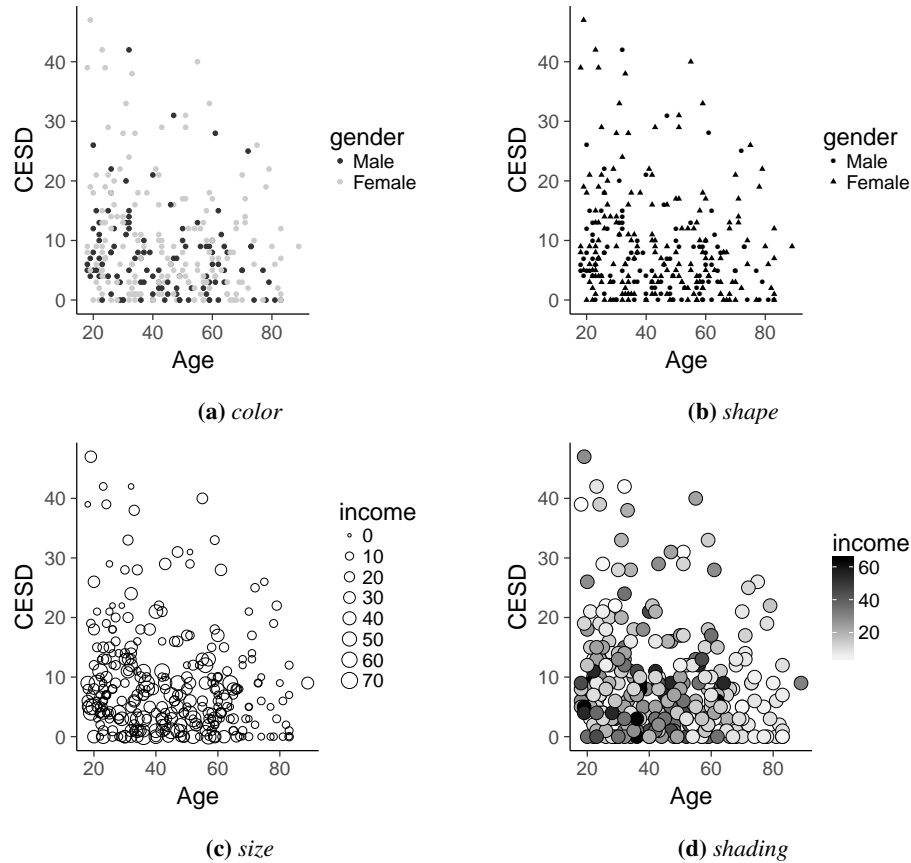 40
30
20
10
0
CESD
20 40 60 80
Age
gender
Male
Female
(a) color
40
30
20
10
0
CESD
20 40 60 80
Age
gender
Male
Female
(b) shape
40
30
20
10
0
CESD
20 40 60 80
Age
income
0
10
20
30
40
50
60
70
(c) size
40
30
20
10
0
CESD
20 40 60 80
Age
income
60
40
20
(d) shading